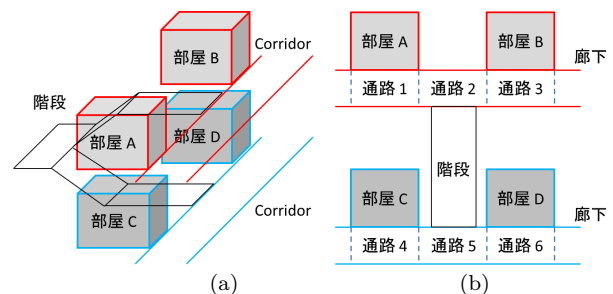 部屋 B
Corridor
階段
部屋 A
部屋 D
部屋 C
Corridor
(a)
部屋 A
部屋 B
廊下
通路 1
通路 2
通路 3
階段
部屋 C
部屋 D
廊下
通路 4
通路 5
通路 6
(b)